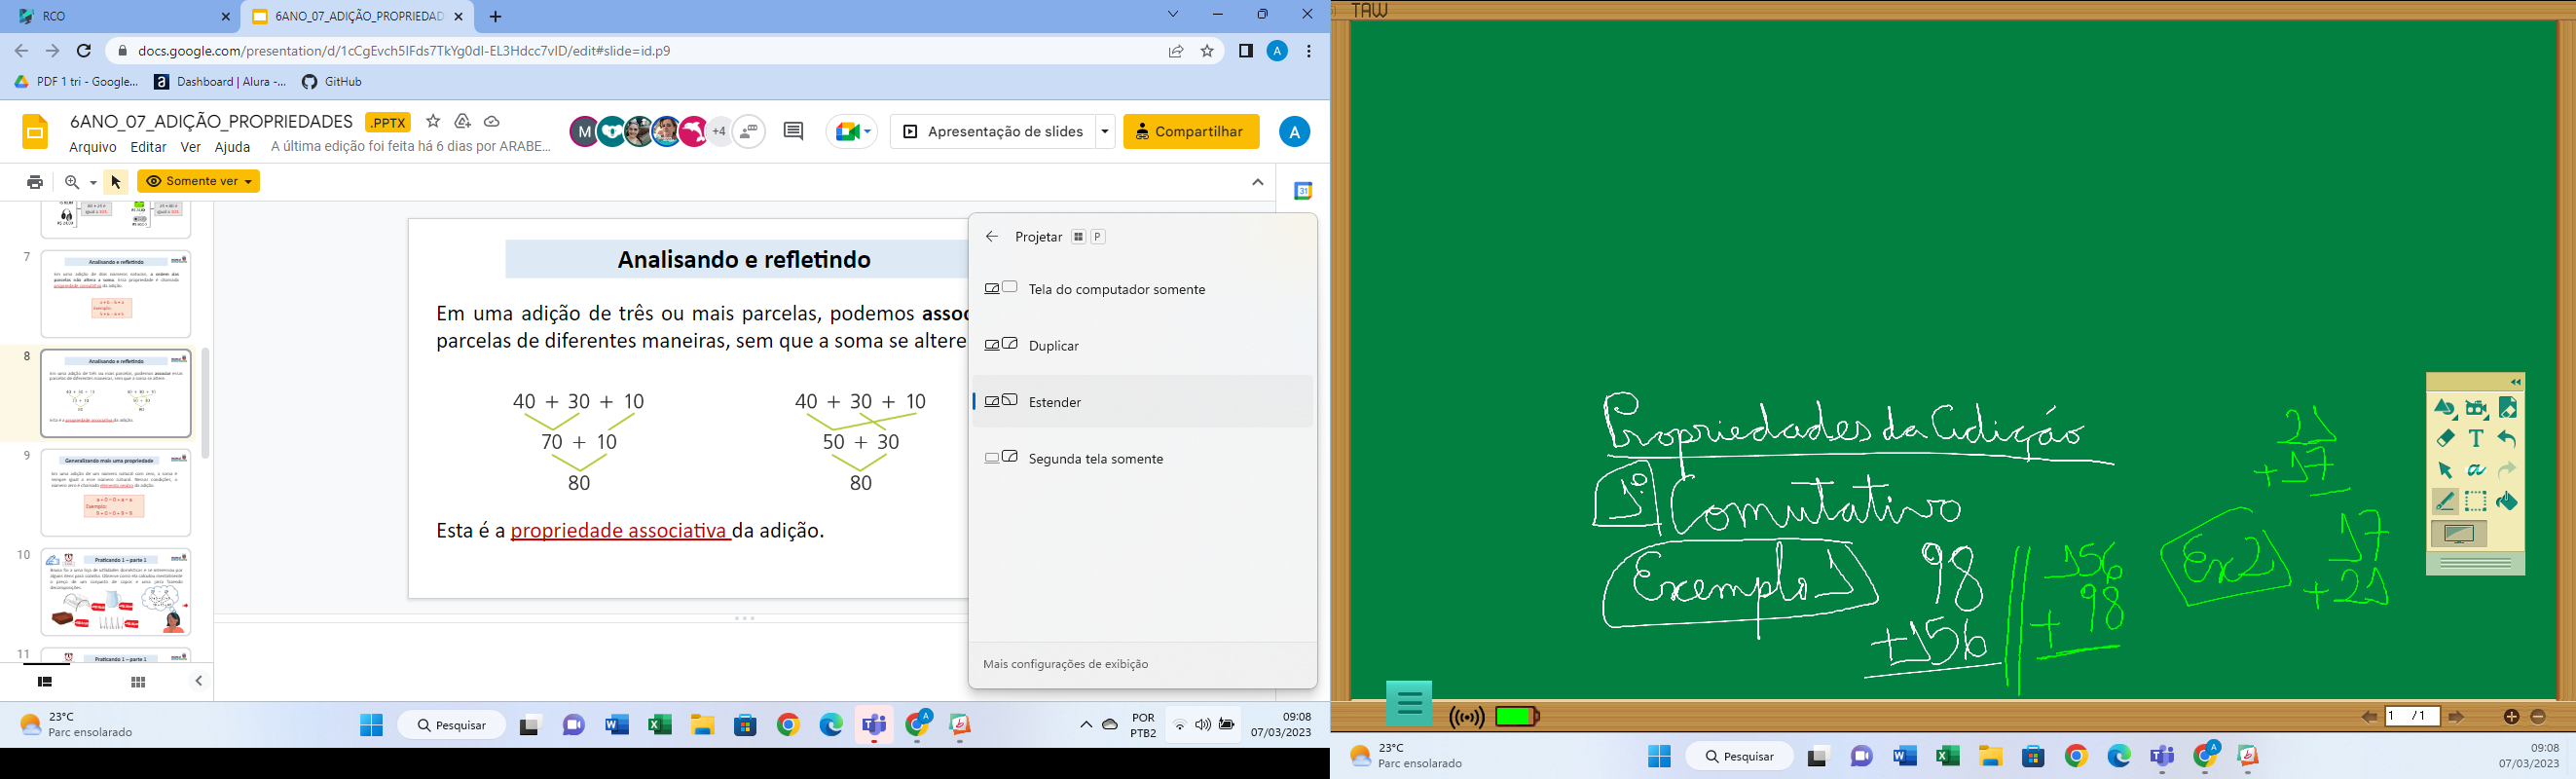 RCO
6ANO_07_ADIÇÃO_PROPRIEDAD
docs.google.com/presentation/d/1cCgEvch5IFds7TkYg0dI-EL3Hdcc7vID/edit#slide=id.p9
A
PDF 1 tri - Google...
Dashboard | Alura -...
GitHub
6ANO_07_ADIÇÃO_PROPRIEDADES
.PPTX
M
+4
Apresentação de slides
Compartilhar
A
Arquivo Editar Ver Ajuda
A última edição foi feita há 6 dias por ARABE...
Somente ver
31
7
Analisando e refletindo
8
Analisando e refletindo
9
Generalizando mais uma propriedade
10
Praticando 1 – parte 1
11
Praticando 1 – parte 1
Analisando e refletindo
Em uma adição de três ou mais parcelas, podemos assoc
parcelas de diferentes maneiras, sem que a soma se altere
40 + 30 + 10
70 + 10
80
40 + 30 + 10
50 + 30
80
Esta é a propriedade associativa da adição.
Projetar P
Tela do computador somente
Duplicar
Estender
Segunda tela somente
Mais configurações de exibição
23°C
Parc ensolarado
Pesquisar
POR
PTB2
09:08
07/03/2023
TAW
Propriedades da Adição
1º Comutativo
Exemplo 1
98
+156
156
98
+
Ex2
21
+17
17
+21
1 /1
23°C
Parc ensolarado
Pesquisar
09:08
07/03/2023